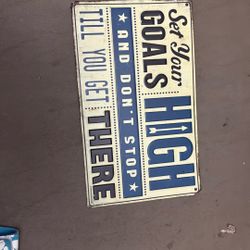 Set Your
GOALS
HIGH
★ AND DON'T STOP ★
TILL YOU GET
THERE